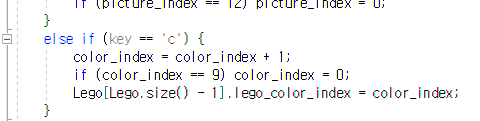 if (picture_index == 12) picture_index = 0;
}
else if (key == 'c') {
color_index = color_index + 1;
if (color_index == 9) color_index = 0;
Lego[Lego.size() - 1].lego_color_index = color_index;
}